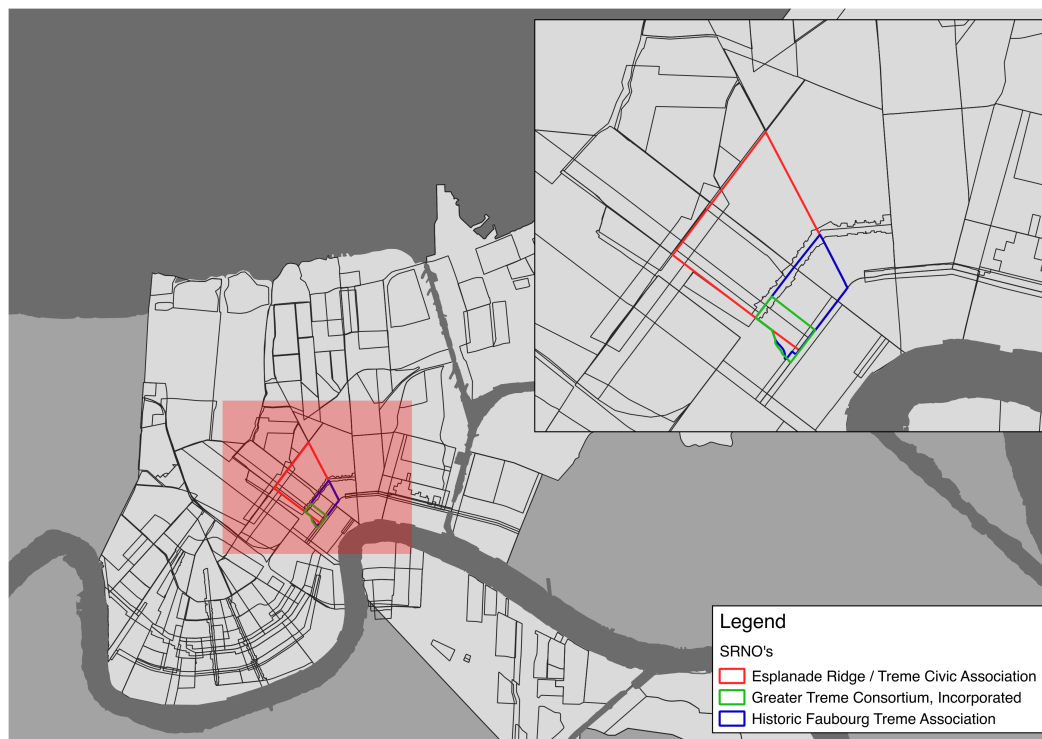 Legend
SRNO's
Esplanade Ridge / Treme Civic Association
Greater Treme Consortium, Incorporated
Historic Faubourg Treme Association